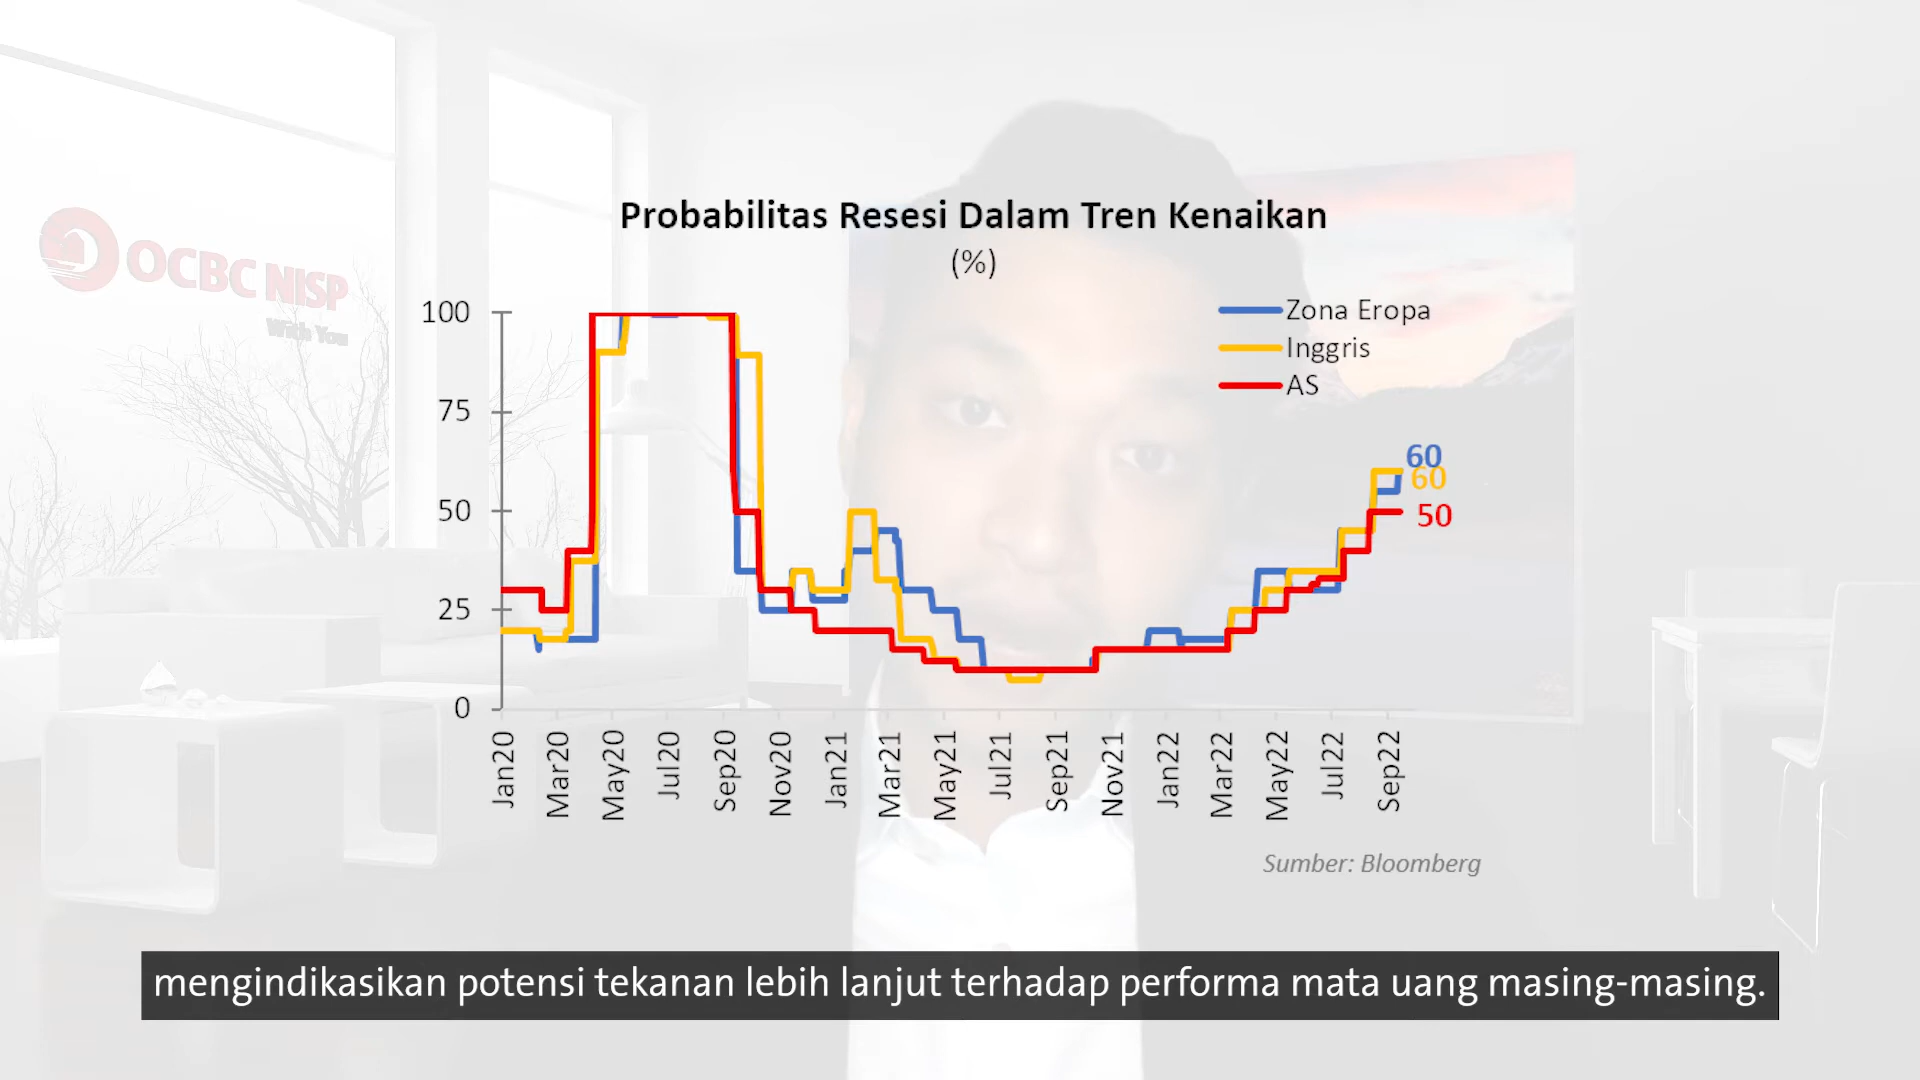 OCBC NISP
With You
Probabilitas Resesi Dalam Tren Kenaikan
(%)
Zona Eropa
Inggris
AS
100
75
50
25
0
60
60
50
Jan20
Mar20
May20
Jul20
Sep20
Nov20
Jan21
Mar21
May21
Jul21
Sep21
Nov21
Jan22
Mar22
May22
Jul22
Sep22
Sumber: Bloomberg
mengindikasikan potensi tekanan lebih lanjut terhadap performa mata uang masing-masing.